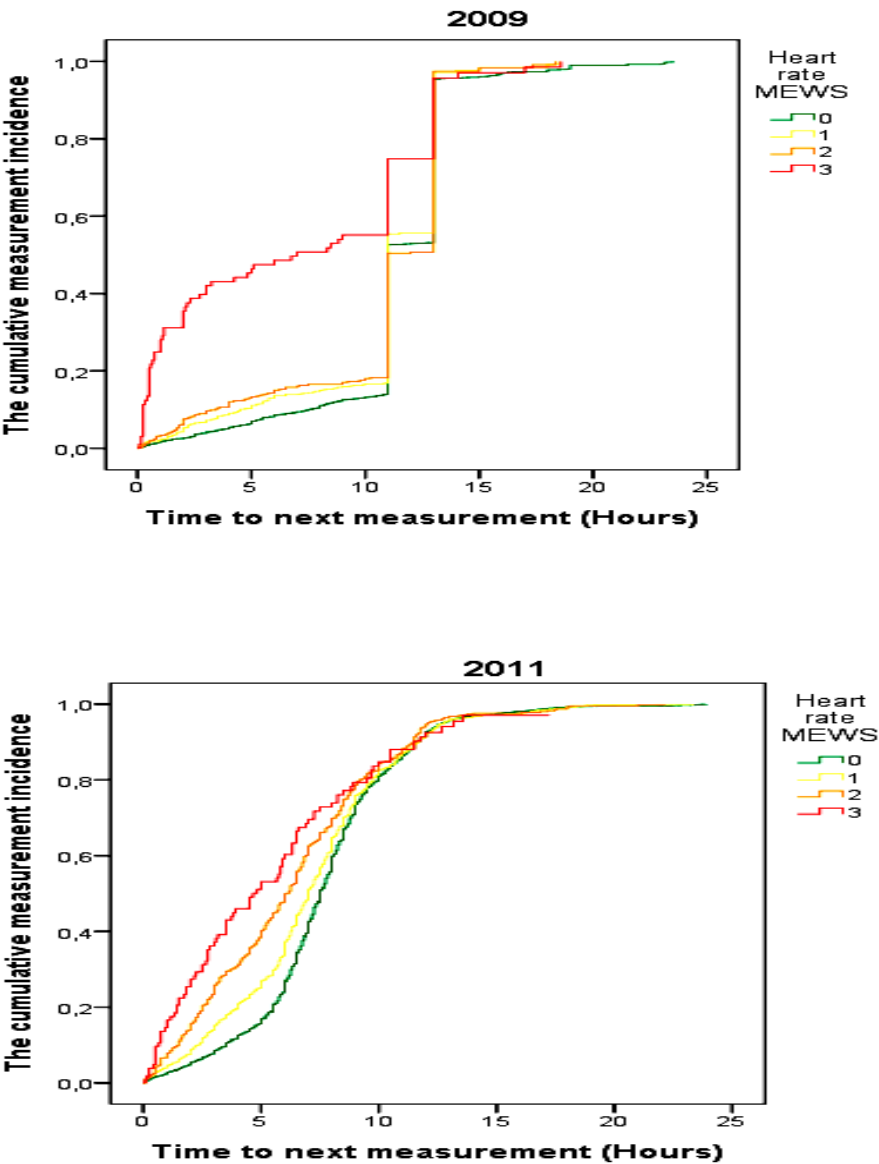 2009
The cumulative measurement incidence
1,0
0,8
0,6
0,4
0,2
0,0
0 5 10 15 20 25
Time to next measurement (Hours)
Heart
rate
MEWS
0
1
2
3
2011
The cumulative measurement incidence
1,0
0,8
0,6
0,4
0,2
0,0
0 5 10 15 20 25
Time to next measurement (Hours)
Heart
rate
MEWS
0
1
2
3